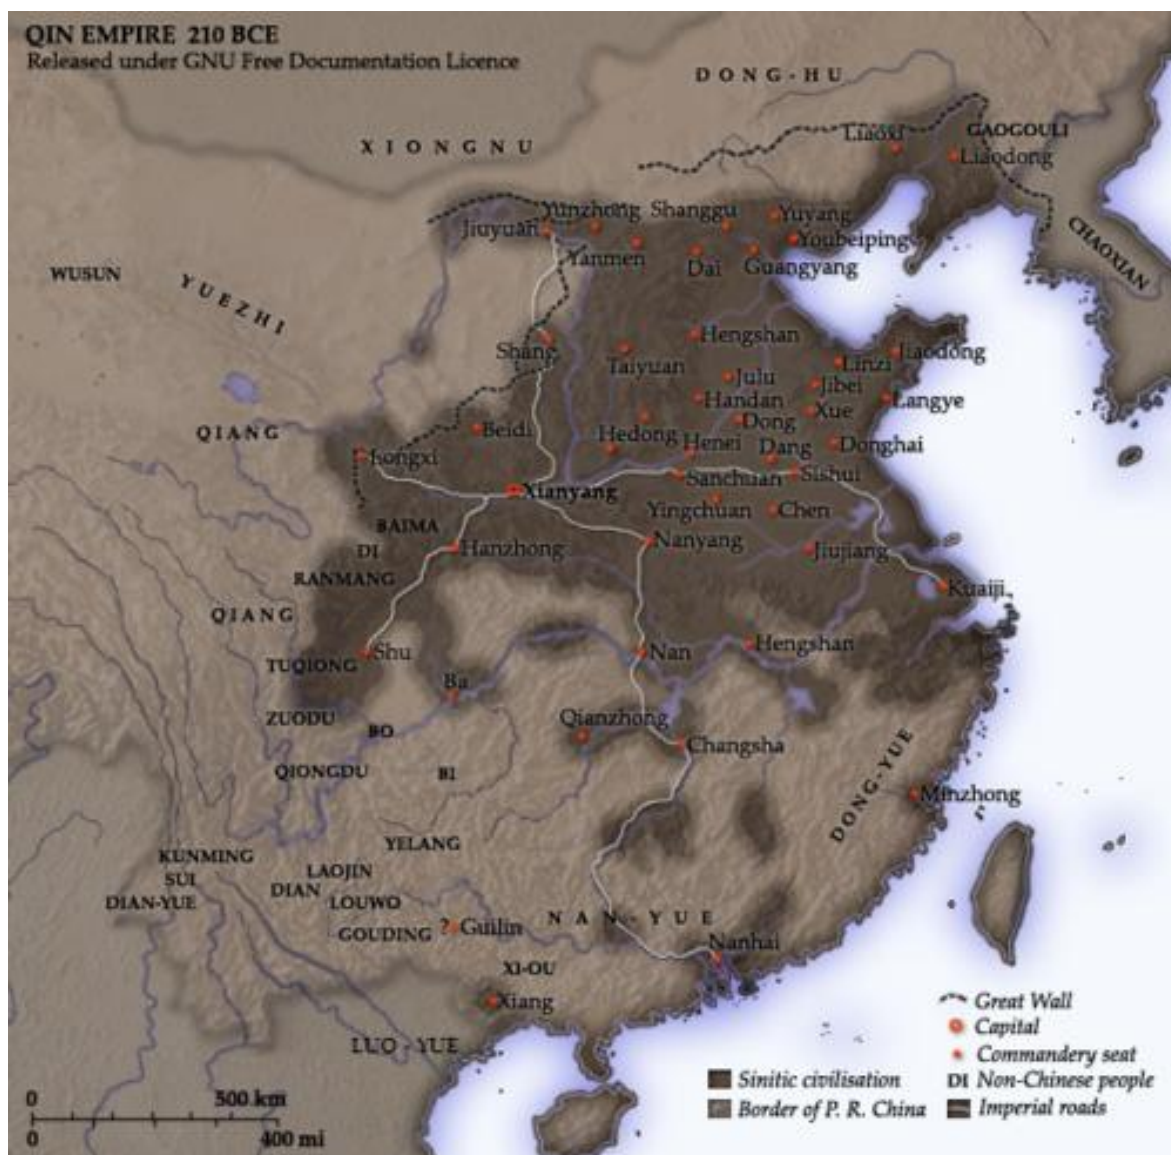 QIN EMPIRE 210 BCE
Released under GNU Free Documentation Licence
DONG-HU
XIONGNU
Liaoxi
GAOGOULI
Liaodong
Yunzhong
Shanggu
Yuyang
Jiuyuan
Youbeiping
Yanmen
Dai
Guangyang
CHAOXIAN
WUSUN
YUEZHI
Hengshan
Shang
Taiyuan
Jiaodong
Linzi
Julu
Jibei
Handan
Langye
Xue
Dong
QIANG
Beidi
Hedong
Henei
Dang
Donghai
hongxi
Sanchuan
Sishui
Xianyang
Yingchuan
Chen
BAIMA
Nanyang
DI
Hanzhong
Jiujiang
RANMANG
Kuaiji
QIANG
Shu
Nan
Hengshan
TUQIONG
Ba
ZUODU
BO
Qianzhong
Changsha
QIONGDU
BI
DONG-YUE
Minzhong
YELANG
KUNMING
LAOJIN
SUI
DIAN
DIAN-YUE
LOUWO
GOUDING
? Guilin
NAN-YUE
Nanhai
XI-OU
Xiang
LUO-YUE
Great Wall
Capital
Commandery seat
Sinitic civilisation
DI Non-Chinese people
Border of P. R. China
Imperial roads
0 500 km
0 400 mi